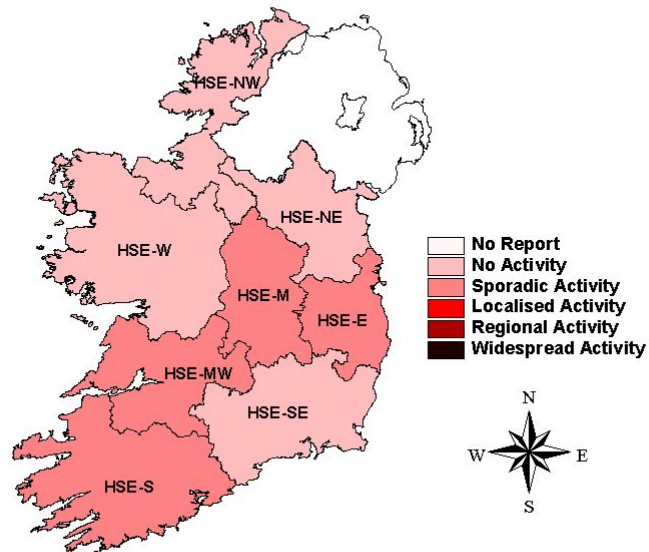 HSE-NW
HSE-NE
HSE-W
HSE-M
HSE-E
HSE-MW
HSE-SE
HSE-S
No Report
No Activity
Sporadic Activity
Localised Activity
Regional Activity
Widespread Activity
N
W E
S